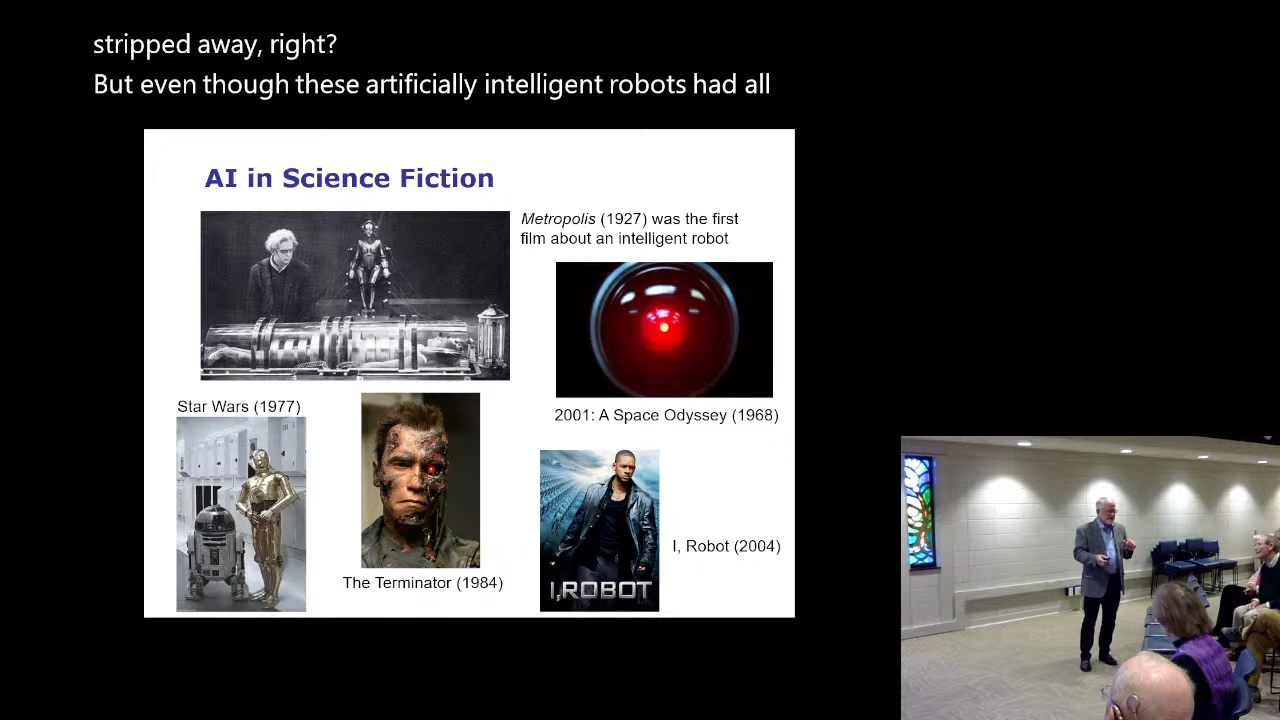 stripped away, right?
But even though these artificially intelligent robots had all
AI in Science Fiction
Metropolis (1927) was the first
film about an intelligent robot
2001: A Space Odyssey (1968)
Star Wars (1977)
The Terminator (1984)
I,ROBOT
I, Robot (2004)